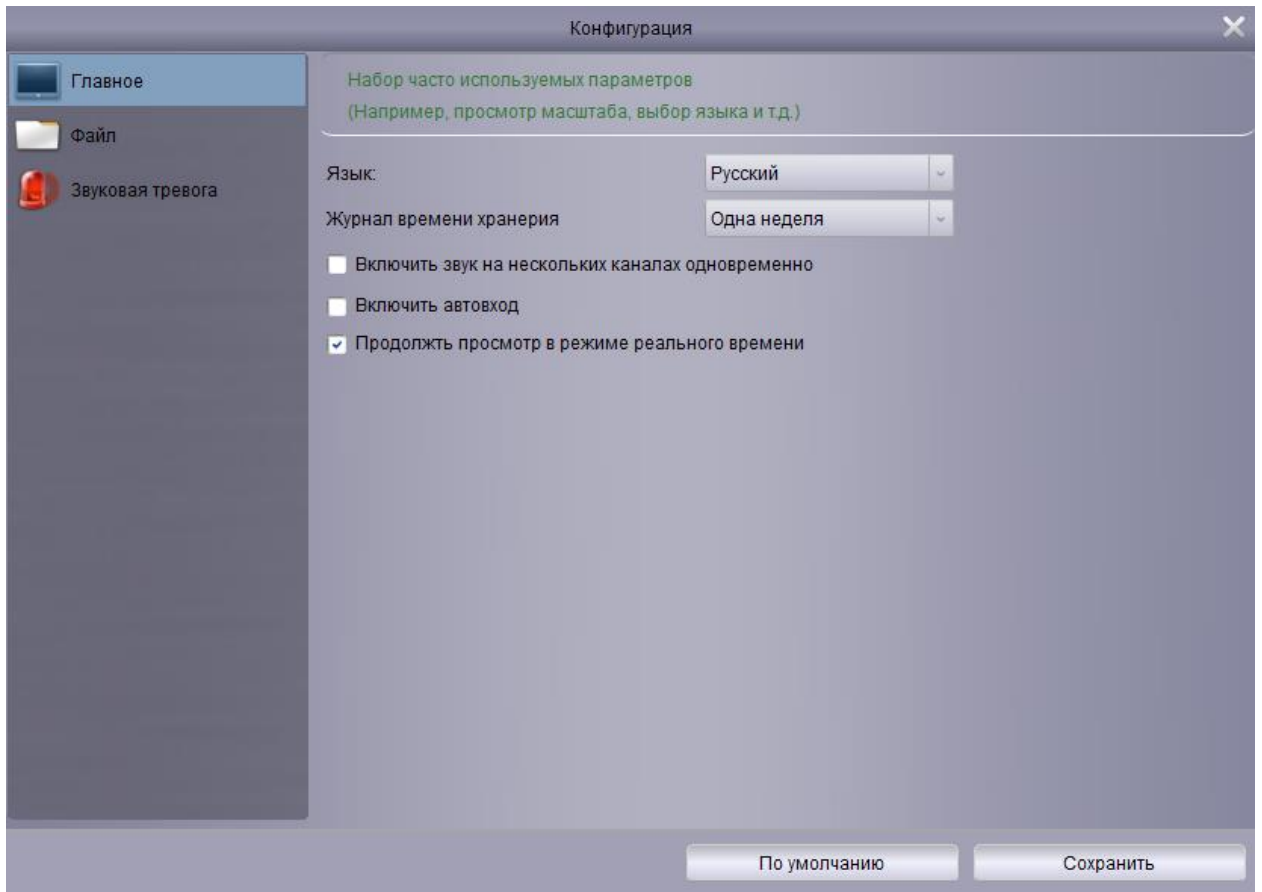 Конфигурация
Главное
Файл
Звуковая тревога
Набор часто используемых параметров
(Например, просмотр масштаба, выбор языка и т.д.)
Язык:
Русский
Журнал времени хранерия
Одна неделя
Включить звук на нескольких каналах одновременно
Включить автовход
Продолжть просмотр в режиме реального времени
По умолчанию
Сохранить